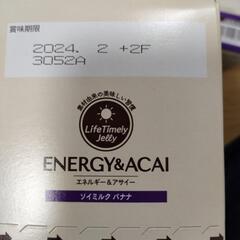 賞味期限
2024. 2 +2F
3052A
素材由来の美味しい習慣
LifeTimely
Jelly
ENERGY&ACAI
エネルギー&アサイー
ソイミルク バナナ